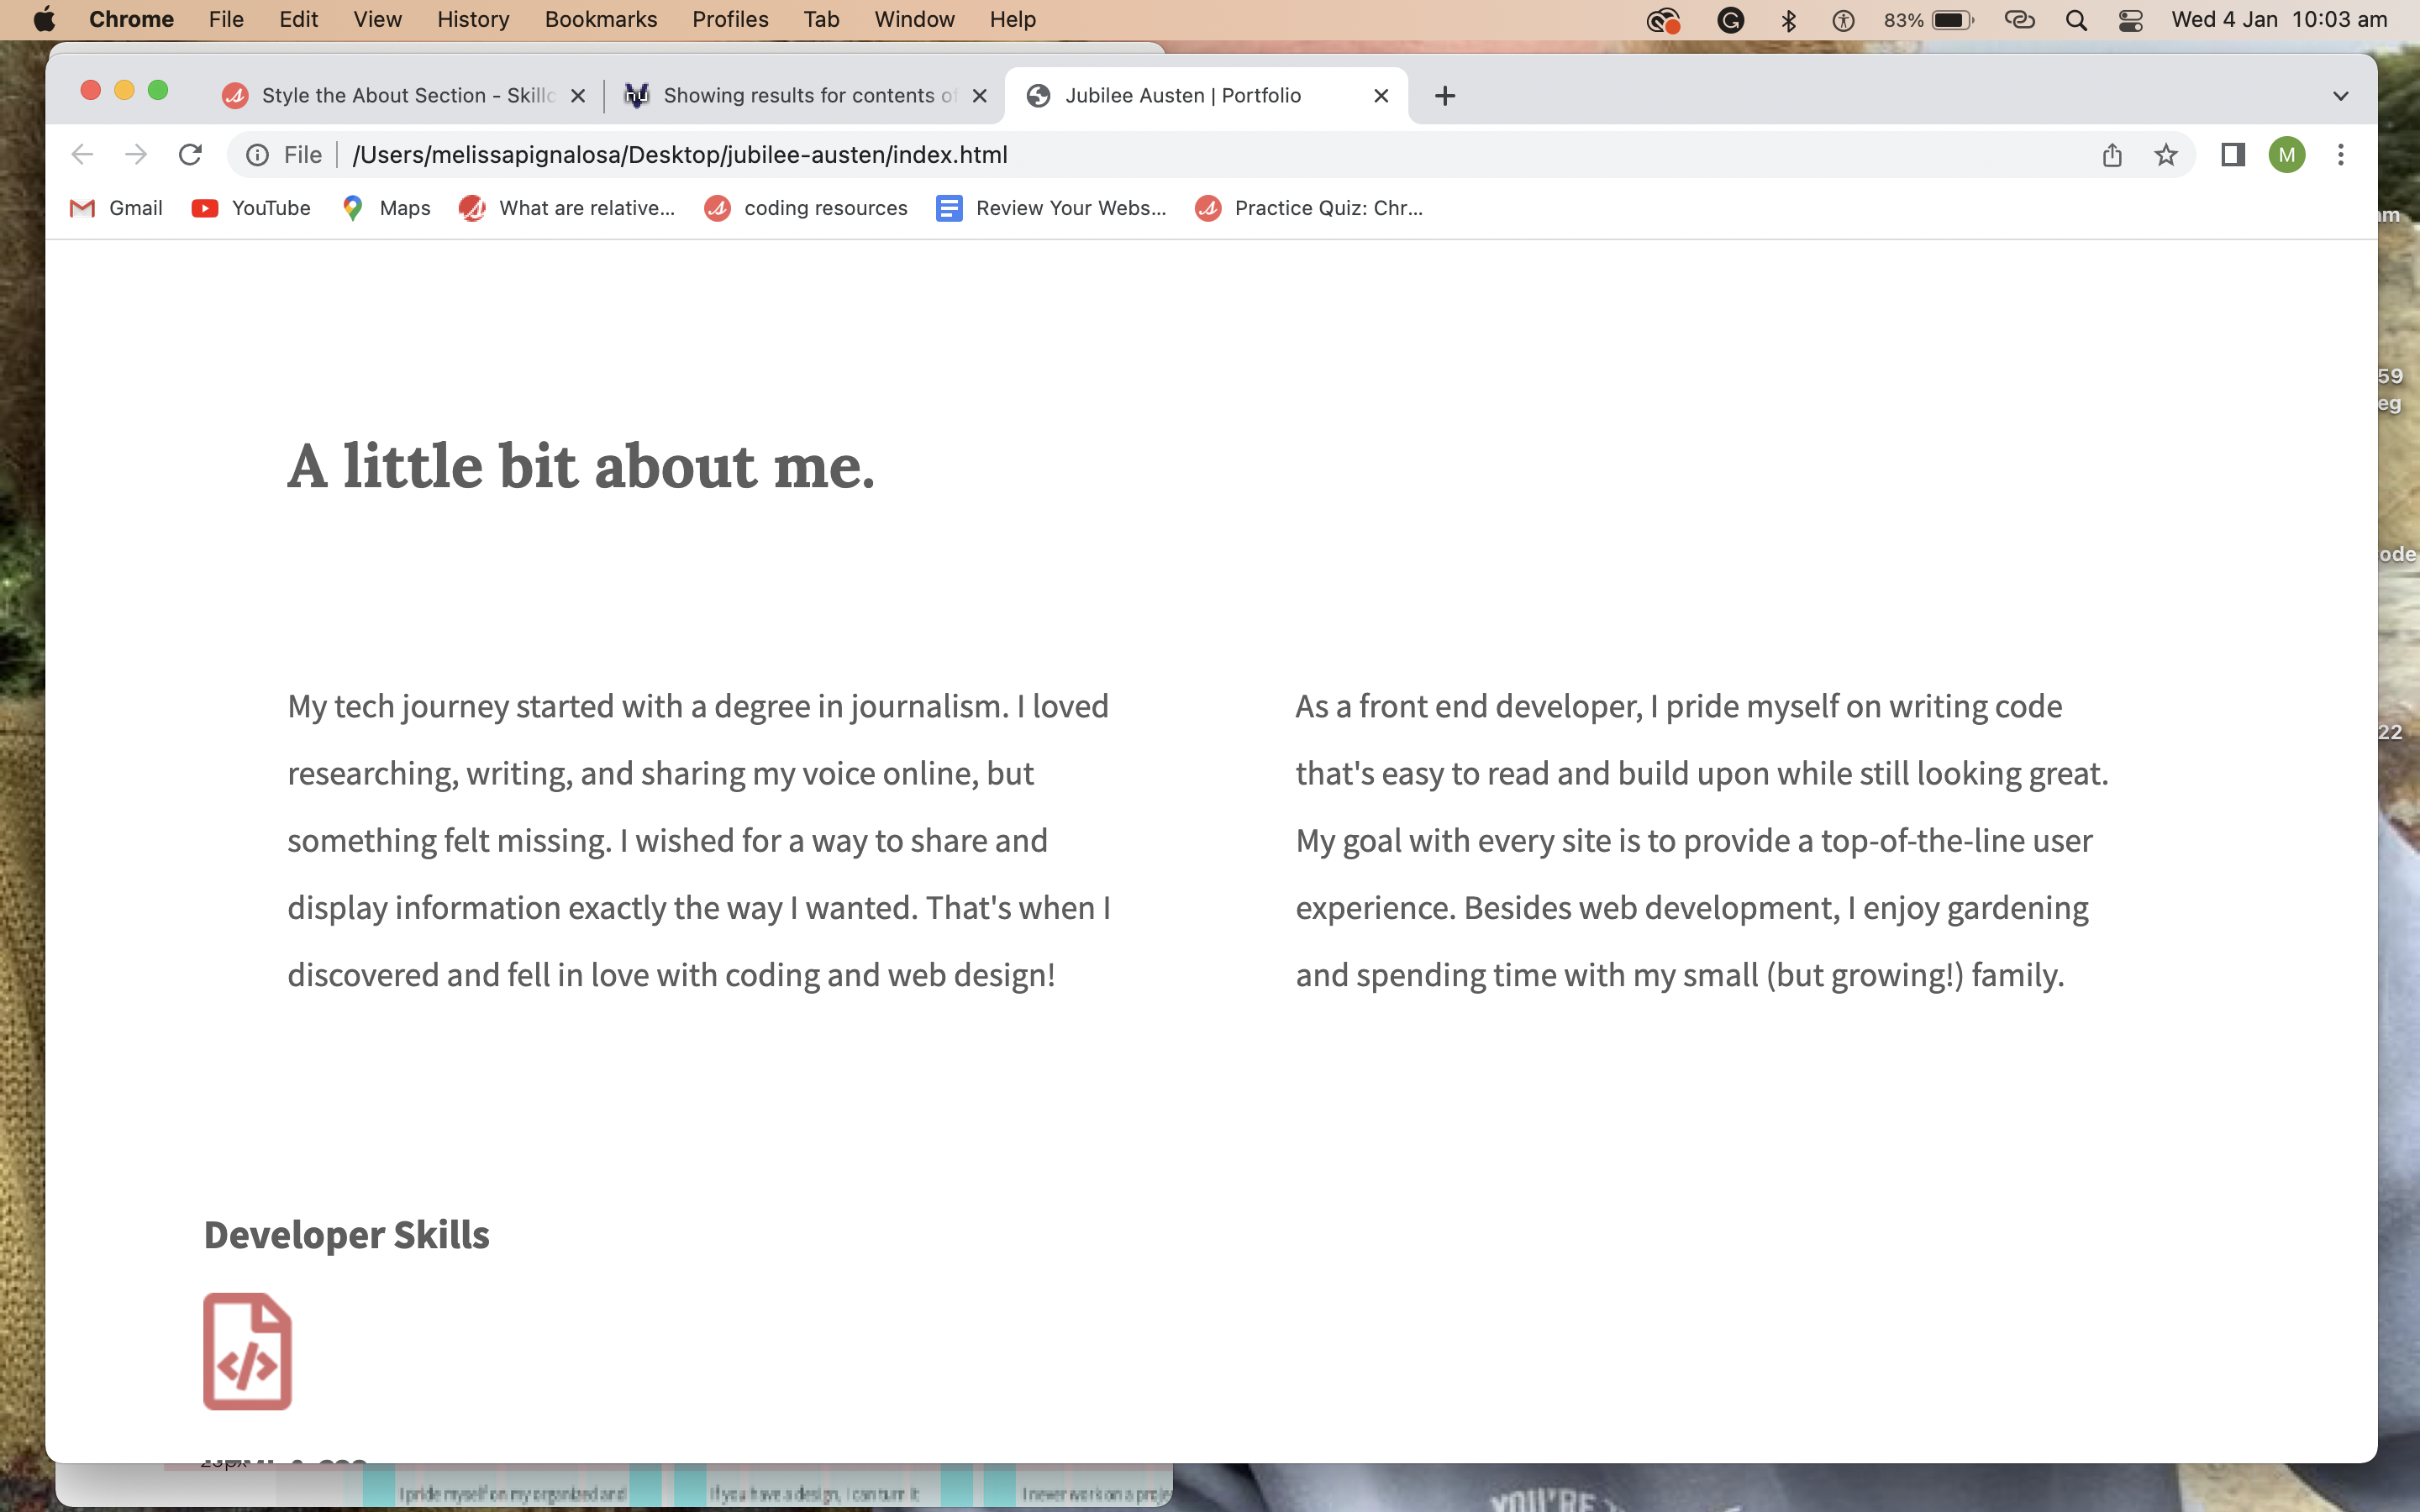 Chrome File Edit View History Bookmarks Profiles Tab Window Help 83% Wed 4 Jan 10:03 am
Style the About Section - Skillc Showing results for contents of Jubilee Austen | Portfolio
File /Users/melissapignalosa/Desktop/jubilee-austen/index.html M
Gmail YouTube Maps What are relative... coding resources Review Your Webs... Practice Quiz: Chr...
am
59
eg
ode
22
A little bit about me.
My tech journey started with a degree in journalism. I loved
researching, writing, and sharing my voice online, but
something felt missing. I wished for a way to share and
display information exactly the way I wanted. That's when I
discovered and fell in love with coding and web design!
As a front end developer, I pride myself on writing code
that's easy to read and build upon while still looking great.
My goal with every site is to provide a top-of-the-line user
experience. Besides web development, I enjoy gardening
and spending time with my small (but growing!) family.
Developer Skills
</>
I pride myself on my organized and If you have a design, I can turn it I never work on a proje
YOU'RE